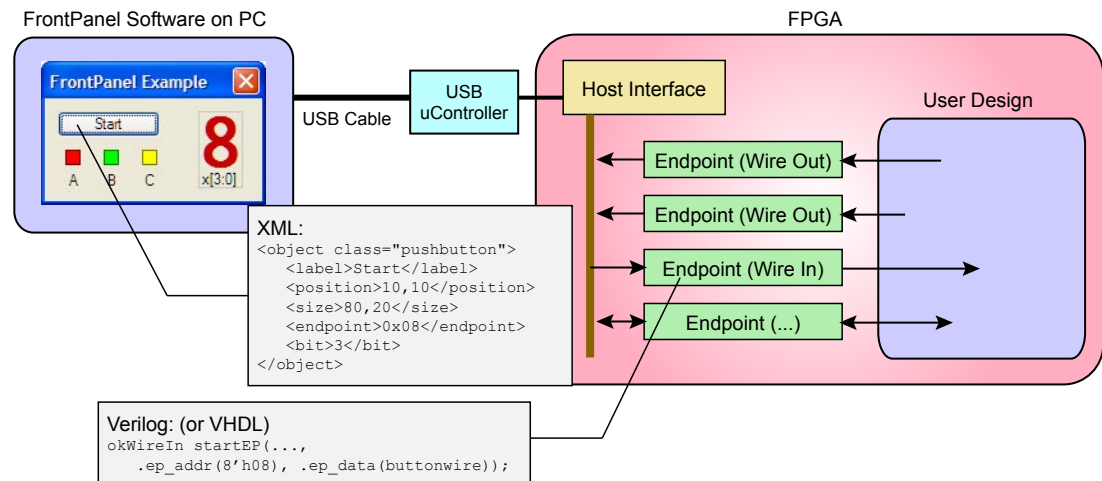 FrontPanel Software on PC
FPGA
FrontPanel Example
Start
A B C
8
x[3:0]
USB Cable
USB
uController
Host Interface
User Design
Endpoint (Wire Out)
Endpoint (Wire Out)
Endpoint (Wire In)
Endpoint (...)
XML:
<object class="pushbutton">
<label>Start</label>
<position>10,10</position>
<size>80,20</size>
<endpoint>0x08</endpoint>
<bit>3</bit>
</object>
Verilog: (or VHDL)
okWireIn startEP(...,
.ep_addr(8’h08), .ep_data(buttonwire));